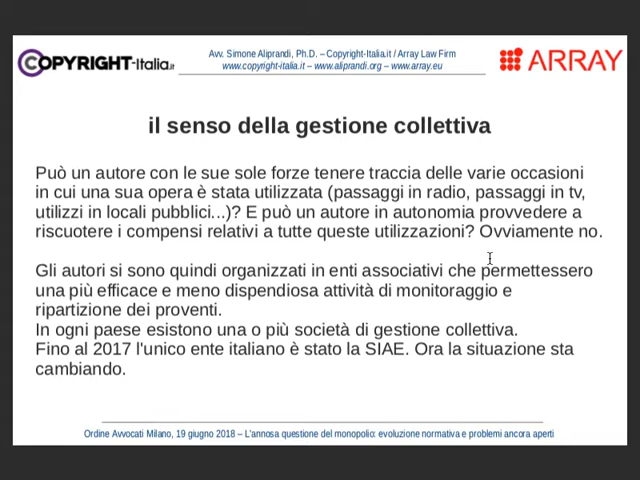 COPYRIGHT-Italia.it
Avv. Simone Aliprandi, Ph.D. – Copyright-Italia.it / Array Law Firm
www.copyright-italia.it – www.aliprandi.org – www.array.eu
ARRAY
il senso della gestione collettiva
Può un autore con le sue sole forze tenere traccia delle varie occasioni
in cui una sua opera è stata utilizzata (passaggi in radio, passaggi in tv,
utilizzi in locali pubblici...)? E può un autore in autonomia provvedere a
riscuotere i compensi relativi a tutte queste utilizzazioni? Ovviamente no.
Gli autori si sono quindi organizzati in enti associativi che permettessero
una più efficace e meno dispendiosa attività di monitoraggio e
ripartizione dei proventi.
In ogni paese esistono una o più società di gestione collettiva.
Fino al 2017 l'unico ente italiano è stato la SIAE. Ora la situazione sta
cambiando.
Ordine Avvocati Milano, 19 giugno 2018 – L'annosa questione del monopolio: evoluzione normativa e problemi ancora aperti